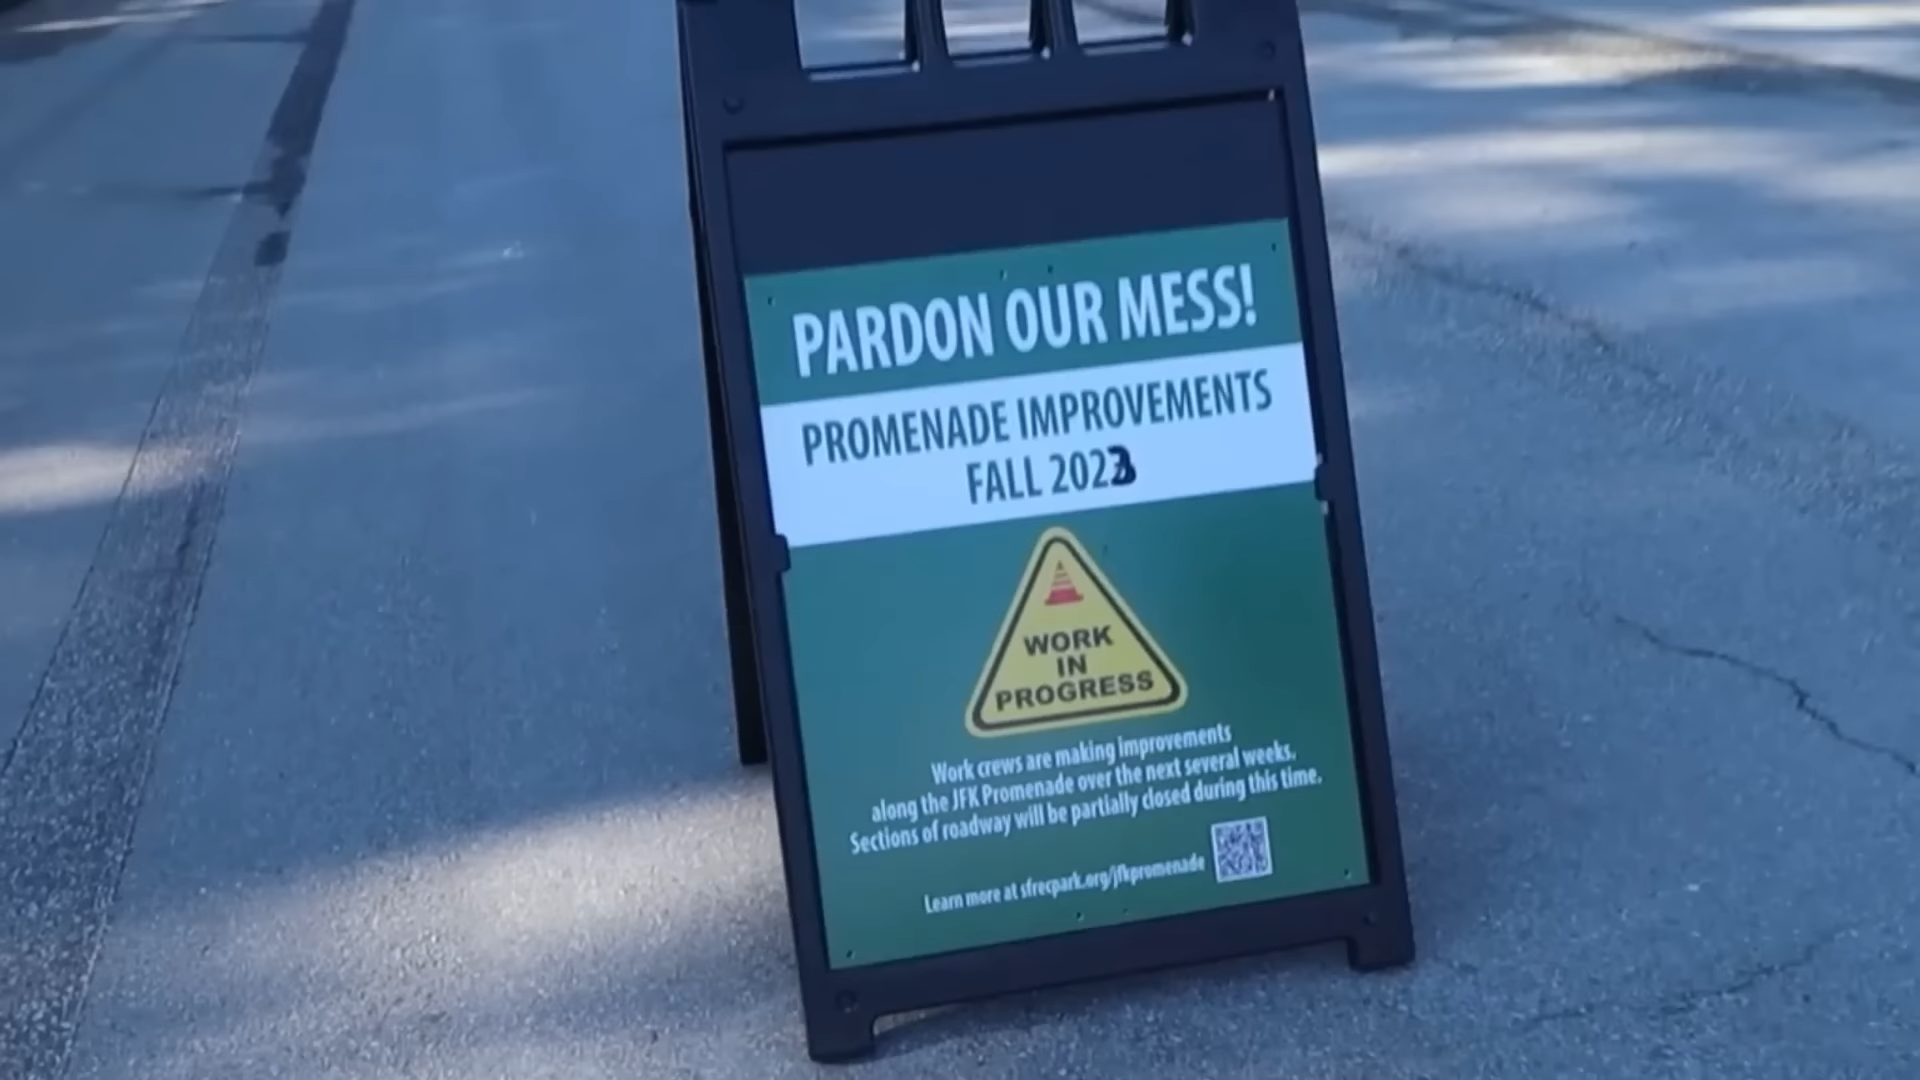 PARDON OUR MESS!
PROMENADE IMPROVEMENTS
FALL 2023
WORK
IN
PROGRESS
Work crews are making improvements
along the JFK Promenade over the next several weeks.
Sections of roadway will be partially closed during this time.
Learn more at sfrecpark.org/jfkpromenade